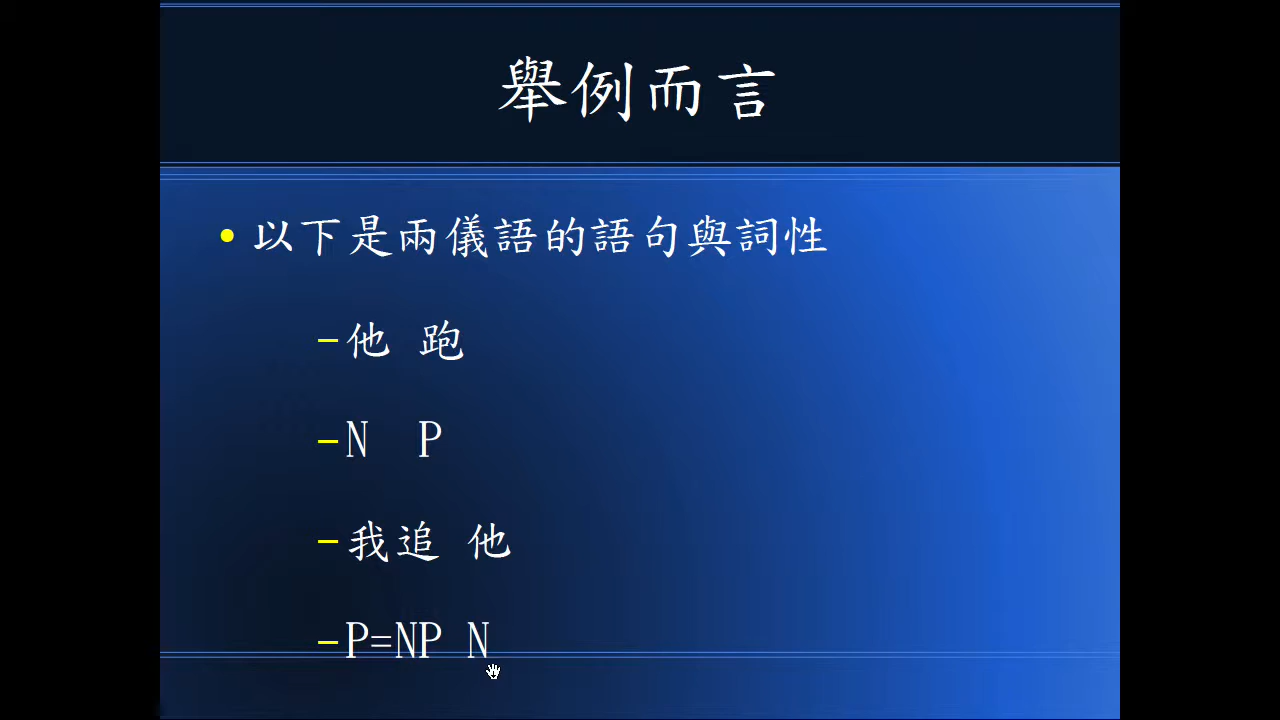 舉例而言
• 以下是兩儀語的語句與詞性
–他 跑
–N P
–我追 他
–P=NP N